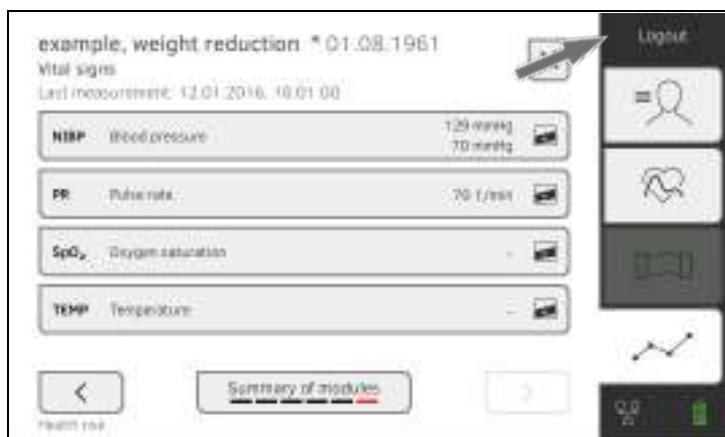 example, weight reduction * 01.08.1961
Logout
Vital signs
Last measurement: 12.01.2016, 16:01:00
NIBP Blood pressure 129 mmHg
70 mmHg
PR Pulse rate 70 1/min
SpO₂ Oxygen saturation -
TEMP Temperature -
Summary of modules
Health risk